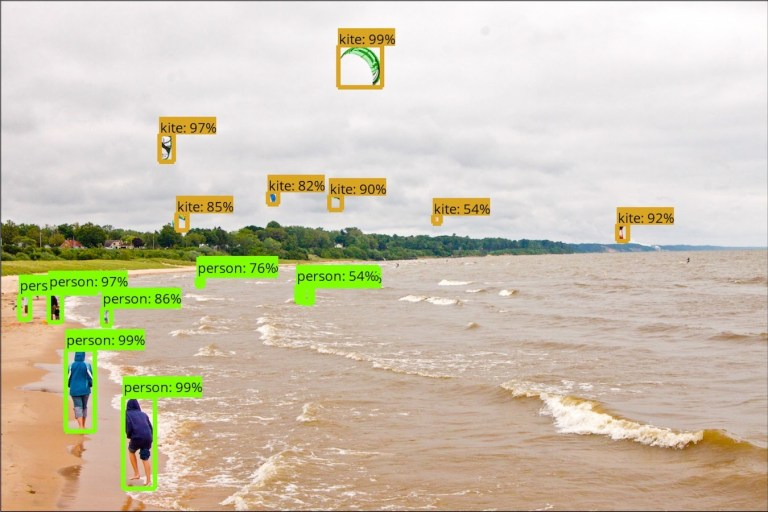 kite: 99%
kite: 97%
kite: 82%
kite: 90%
kite: 85%
kite: 54%
kite: 92%
person: 76%
person: 54%
pers
person: 97%
person: 86%
person: 99%
person: 99%